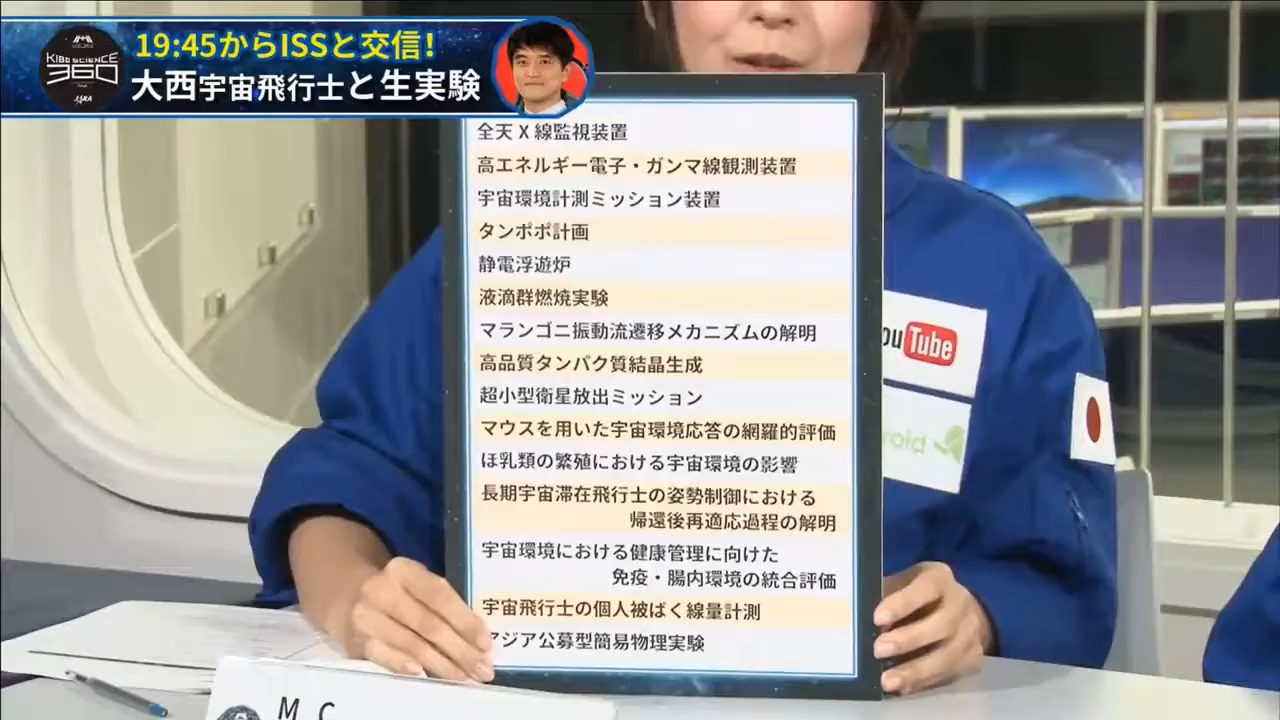 KIBO SCIENCE
360
JAXA
19:45からISSと交信!
大西宇宙飛行士と生実験
全天X線監視装置
高エネルギー電子・ガンマ線観測装置
宇宙環境計測ミッション装置
タンポポ計画
静電浮遊炉
液滴群燃焼実験
マランゴニ振動流遷移メカニズムの解明
高品質タンパク質結晶生成
超小型衛星放出ミッション
マウスを用いた宇宙環境応答の網羅的評価
ほ乳類の繁殖における宇宙環境の影響
長期宇宙滞在飛行士の姿勢制御における
帰還後再適応過程の解明
宇宙環境における健康管理に向けた
免疫・腸内環境の統合評価
宇宙飛行士の個人被ばく線量計測
アジア公募型簡易物理実験
ouTube
roid
M C